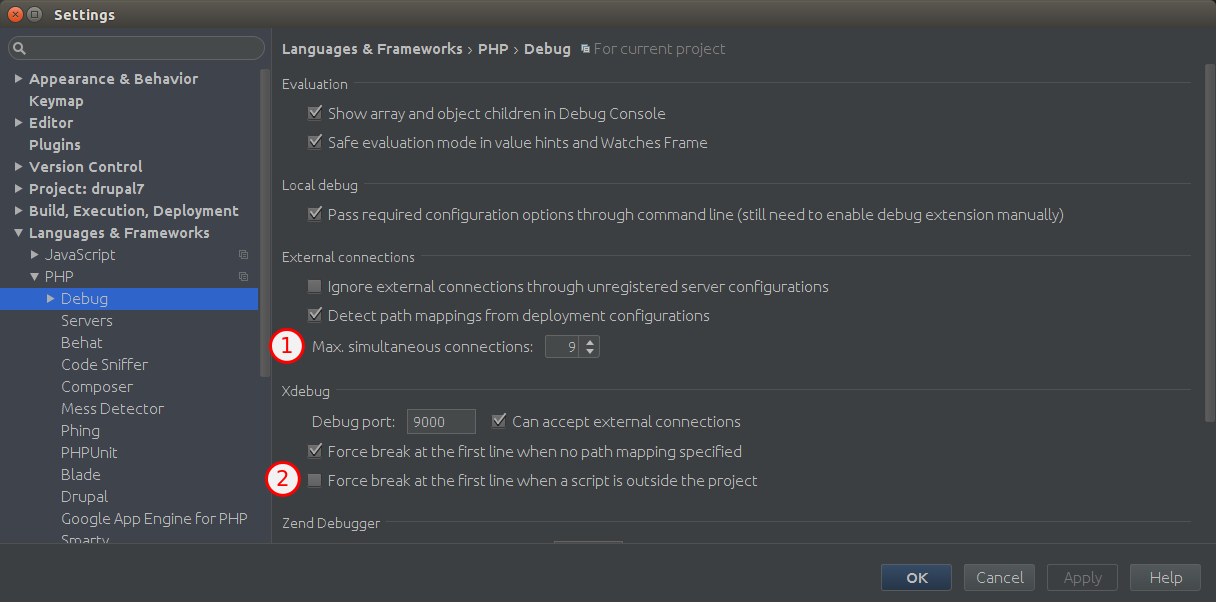 Settings
Languages & Frameworks › PHP › Debug For current project
Appearance & Behavior
Keymap
Editor
Plugins
Version Control
Project: drupal7
Build, Execution, Deployment
Languages & Frameworks
JavaScript
PHP
Debug
Servers
Behat
Code Sniffer
Composer
Mess Detector
Phing
PHPUnit
Blade
Drupal
Google App Engine for PHP
Smarty
Evaluation
Show array and object children in Debug Console
Safe evaluation mode in value hints and Watches Frame
Local debug
Pass required configuration options through command line (still need to enable debug extension manually)
External connections
Ignore external connections through unregistered server configurations
Detect path mappings from deployment configurations
1 Max. simultaneous connections: 9
Xdebug
Debug port: 9000 Can accept external connections
Force break at the first line when no path mapping specified
2 Force break at the first line when a script is outside the project
Zend Debugger
OK Cancel Apply Help